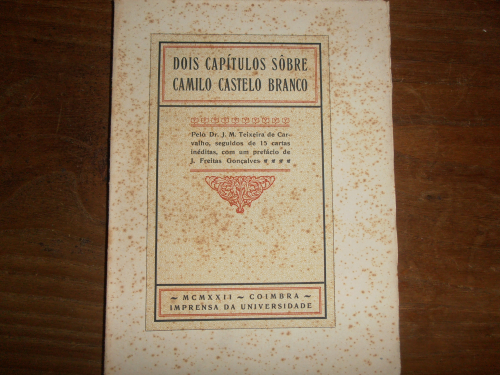 DOIS CAPÍTULOS SÔBRE
CAMILO CASTELO BRANCO
Pelo Dr. J. M. Teixeira de Car-
valho, seguidos de 15 cartas
inéditas, com um prefácio de
J. Freitas Gonçalves
~ MCMXXII ~ COIMBRA ~
IMPRENSA DA UNIVERSIDADE